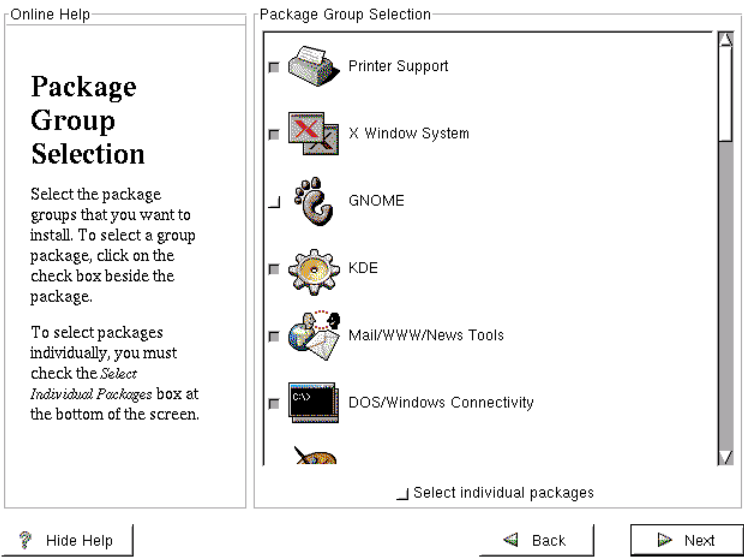 Online Help
Package
Group
Selection
Select the package
groups that you want to
install. To select a group
package, click on the
check box beside the
package.
To select packages
individually, you must
check the Select
Individual Packages box at
the bottom of the screen.
Package Group Selection
Printer Support
X Window System
GNOME
KDE
Mail/WWW/News Tools
C:\>
DOS/Windows Connectivity
Select individual packages
Hide Help
Back
Next